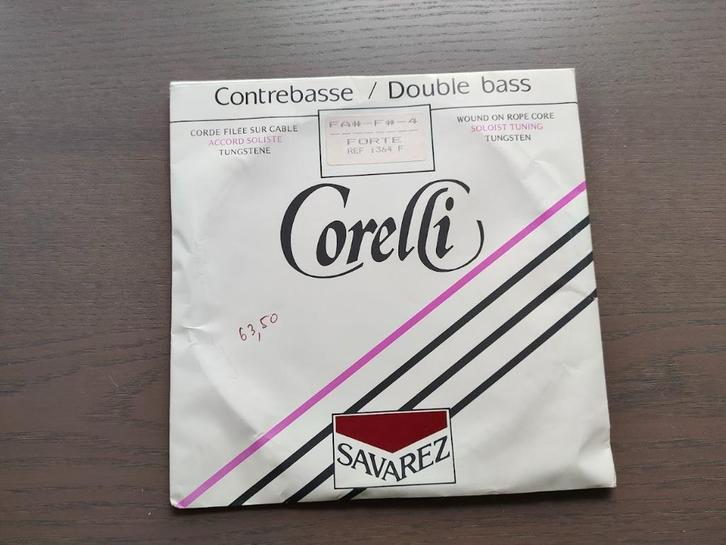 Contrebasse / Double bass
CORDE FILÉE SUR CABLE
ACCORD SOLISTE
TUNGSTENE
FA#-F#-4
FORTE
REF 1364 F
WOUND ON ROPE CORE
SOLOIST TUNING
TUNGSTEN
Corelli
63,50
SAVAREZ